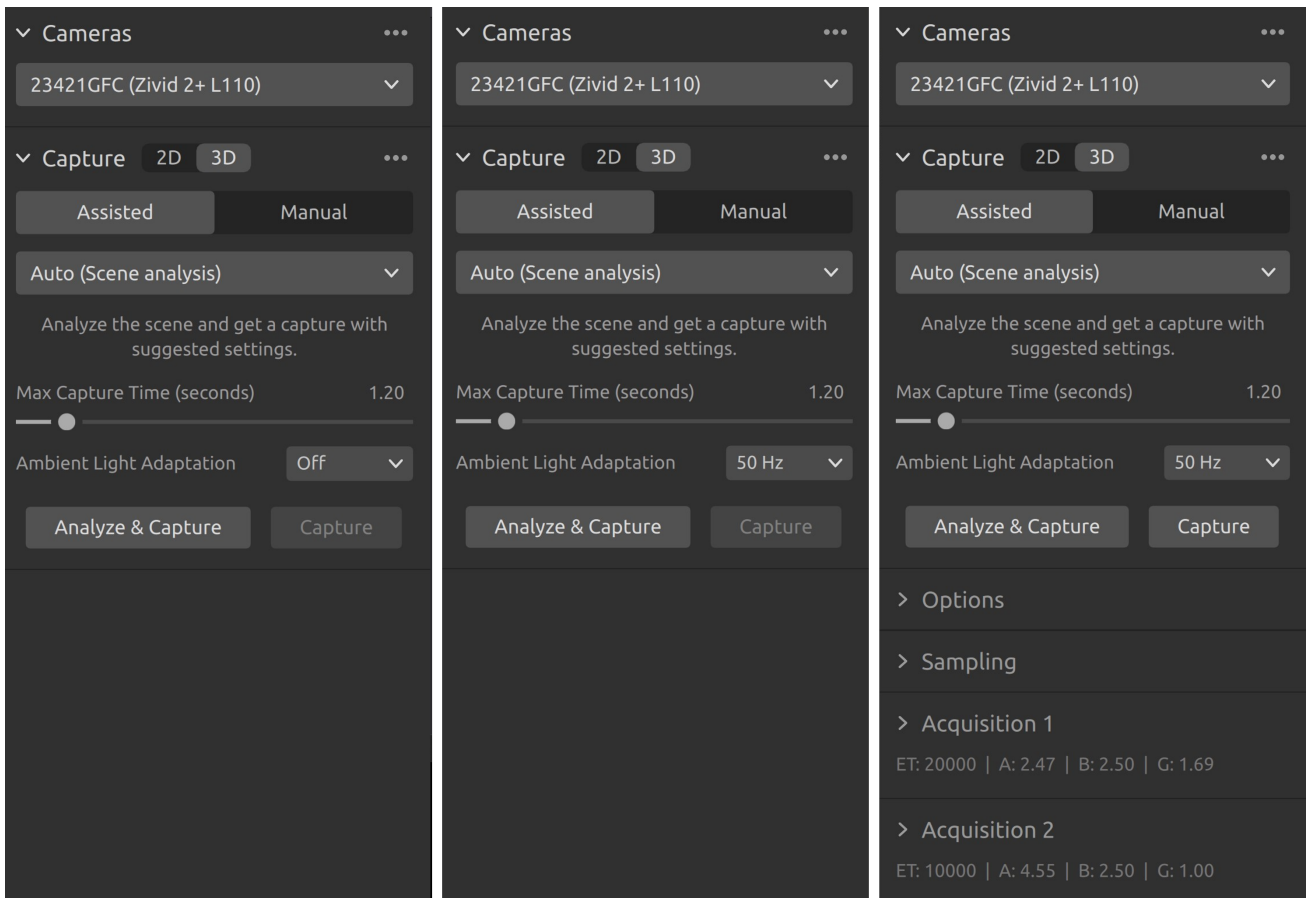 Cameras
23421GFC (Zivid 2+ L110)
Capture 2D 3D
Assisted Manual
Auto (Scene analysis)
Analyze the scene and get a capture with
suggested settings.
Max Capture Time (seconds) 1.20
Ambient Light Adaptation Off
Analyze & Capture Capture
Cameras
23421GFC (Zivid 2+ L110)
Capture 2D 3D
Assisted Manual
Auto (Scene analysis)
Analyze the scene and get a capture with
suggested settings.
Max Capture Time (seconds) 1.20
Ambient Light Adaptation 50 Hz
Analyze & Capture Capture
Cameras
23421GFC (Zivid 2+ L110)
Capture 2D 3D
Assisted Manual
Auto (Scene analysis)
Analyze the scene and get a capture with
suggested settings.
Max Capture Time (seconds) 1.20
Ambient Light Adaptation 50 Hz
Analyze & Capture Capture
Options
Sampling
Acquisition 1
ET: 20000 | A: 2.47 | B: 2.50 | G: 1.69
Acquisition 2
ET: 10000 | A: 4.55 | B: 2.50 | G: 1.00